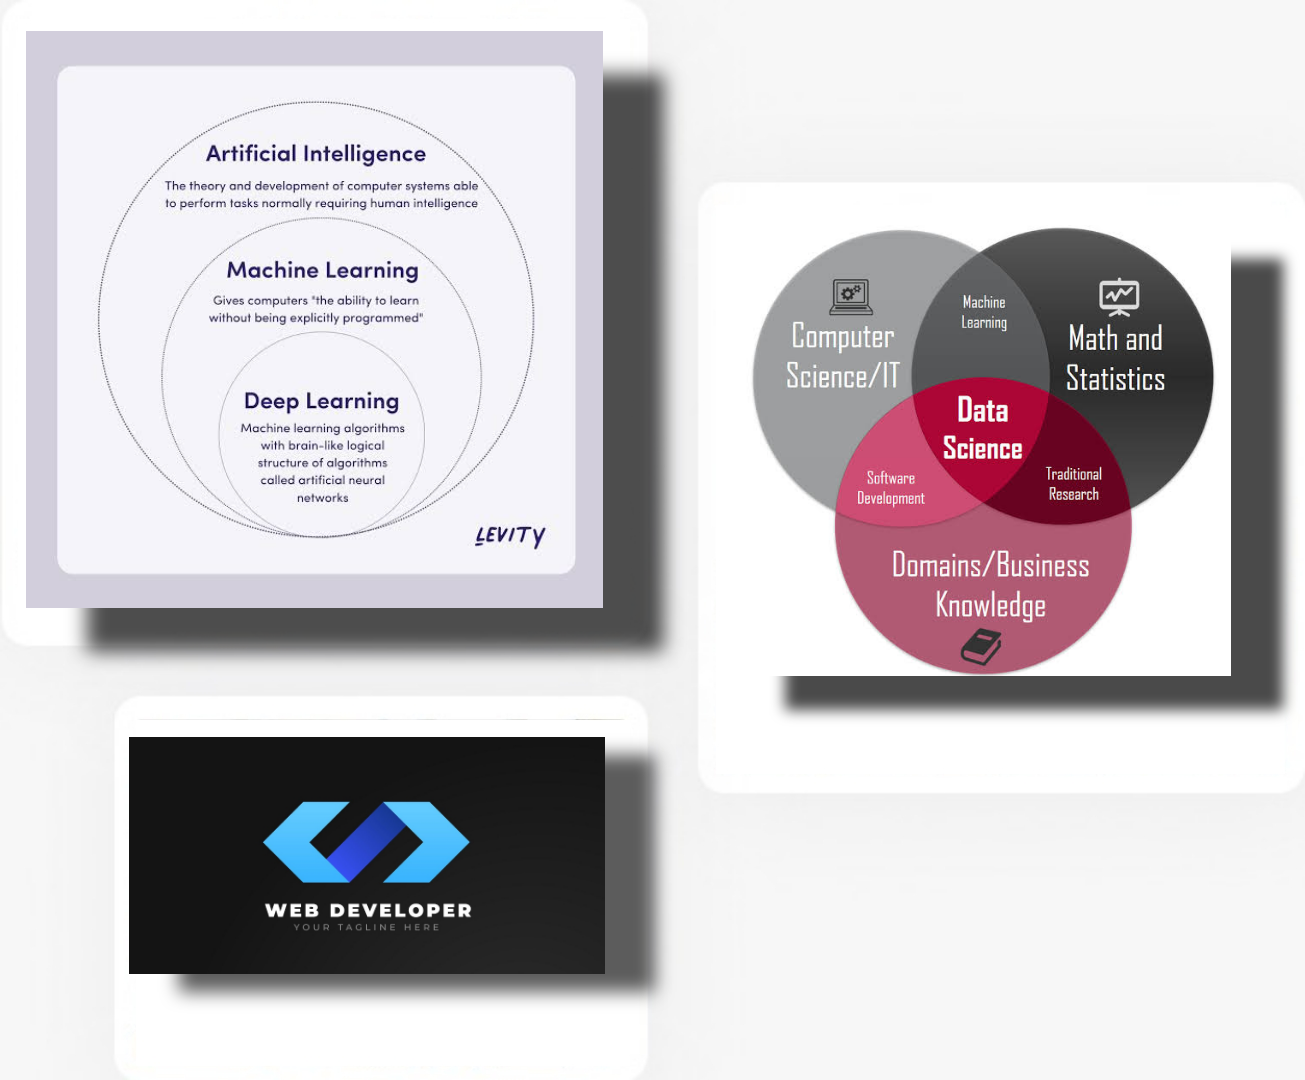 Artificial Intelligence
The theory and development of computer systems able
to perform tasks normally requiring human intelligence
Machine Learning
Gives computers "the ability to learn
without being explicitly programmed"
Deep Learning
Machine learning algorithms
with brain-like logical
structure of algorithms
called artificial neural
networks
LEVITY
Computer
Science/IT
Machine
Learning
Math and
Statistics
Data
Science
Software
Development
Traditional
Research
Domains/Business
Knowledge
WEB DEVELOPER
YOUR TAGLINE HERE